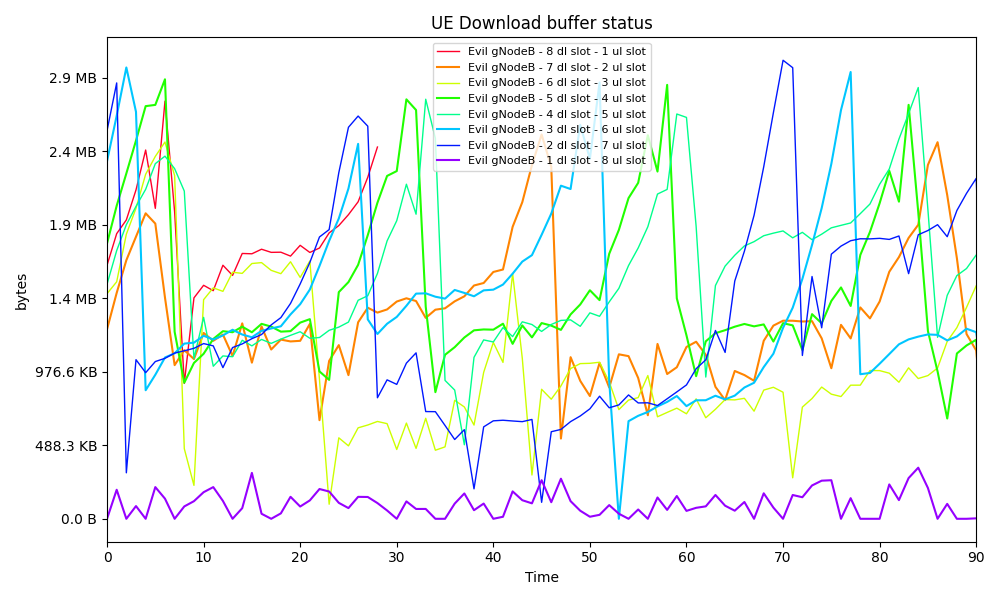 UE Download buffer status
Evil gNodeB - 8 dl slot - 1 ul slot
Evil gNodeB - 7 dl slot - 2 ul slot
Evil gNodeB - 6 dl slot - 3 ul slot
Evil gNodeB - 5 dl slot - 4 ul slot
Evil gNodeB - 4 dl slot - 5 ul slot
Evil gNodeB - 3 dl slot - 6 ul slot
Evil gNodeB - 2 dl slot - 7 ul slot
Evil gNodeB - 1 dl slot - 8 ul slot
2.9 MB
2.4 MB
1.9 MB
1.4 MB
976.6 KB
488.3 KB
0.0 B
bytes
0 10 20 30 40 50 60 70 80 90
Time